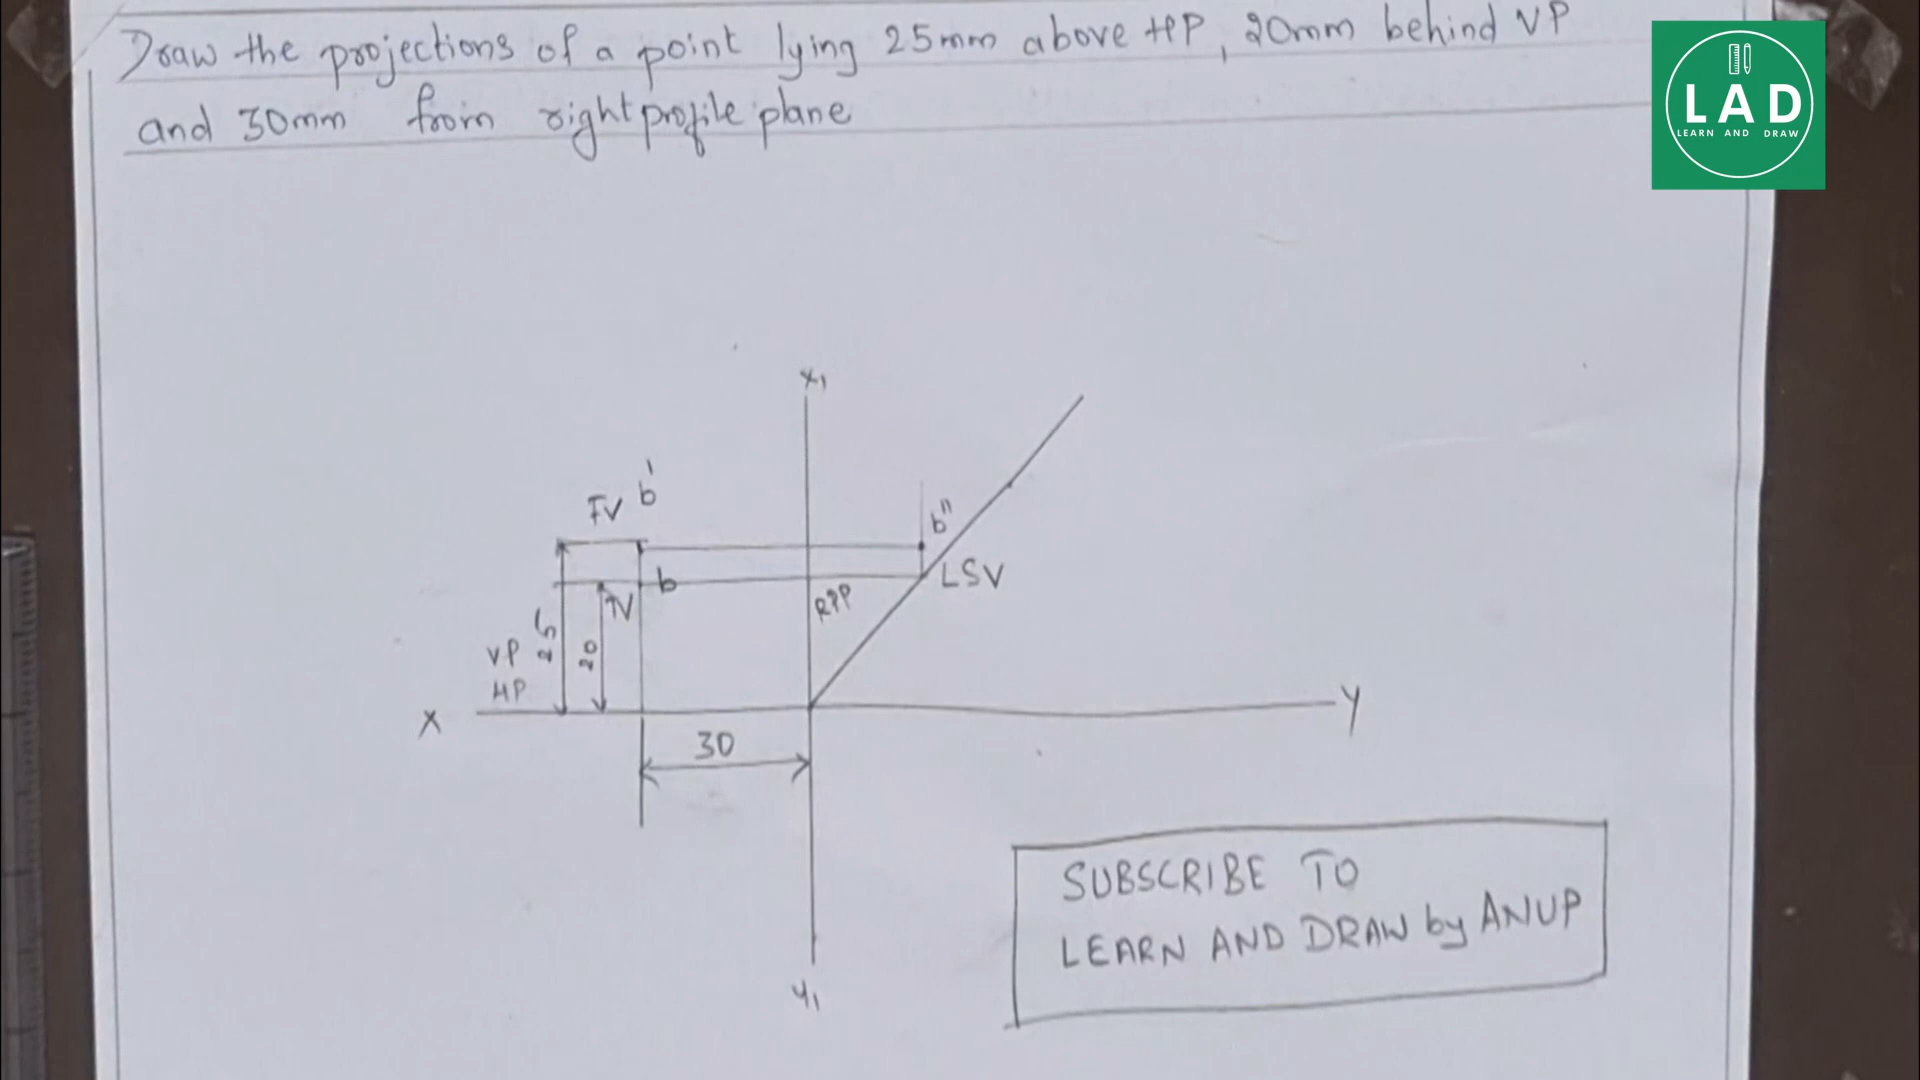 Draw the projections of a point lying 25mm above HP, 20mm behind VP
and 30mm from right profile plane
LAD
LEARN AND DRAW
X1
FV b'
b"
b
LSV
TV
RPP
25
20
VP
HP
X
Y
30
Y1
SUBSCRIBE TO
LEARN AND DRAW by ANUP